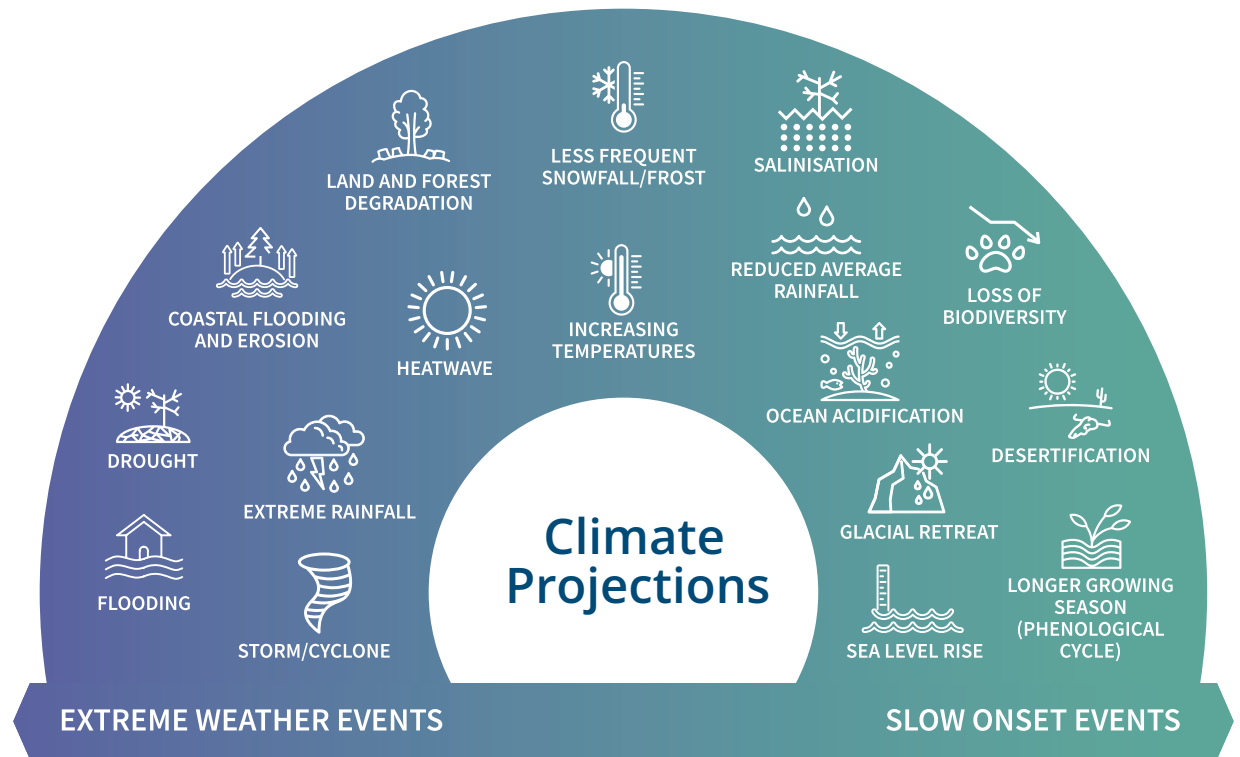 LESS FREQUENT
SNOWFALL/FROST
SALINISATION
LAND AND FOREST
DEGRADATION
REDUCED AVERAGE
RAINFALL
LOSS OF
BIODIVERSITY
COASTAL FLOODING
AND EROSION
HEATWAVE
INCREASING
TEMPERATURES
OCEAN ACIDIFICATION
DROUGHT
DESERTIFICATION
EXTREME RAINFALL
Climate
Projections
GLACIAL RETREAT
FLOODING
LONGER GROWING
SEASON
(PHENOLOGICAL
CYCLE)
STORM/CYCLONE
SEA LEVEL RISE
EXTREME WEATHER EVENTS
SLOW ONSET EVENTS